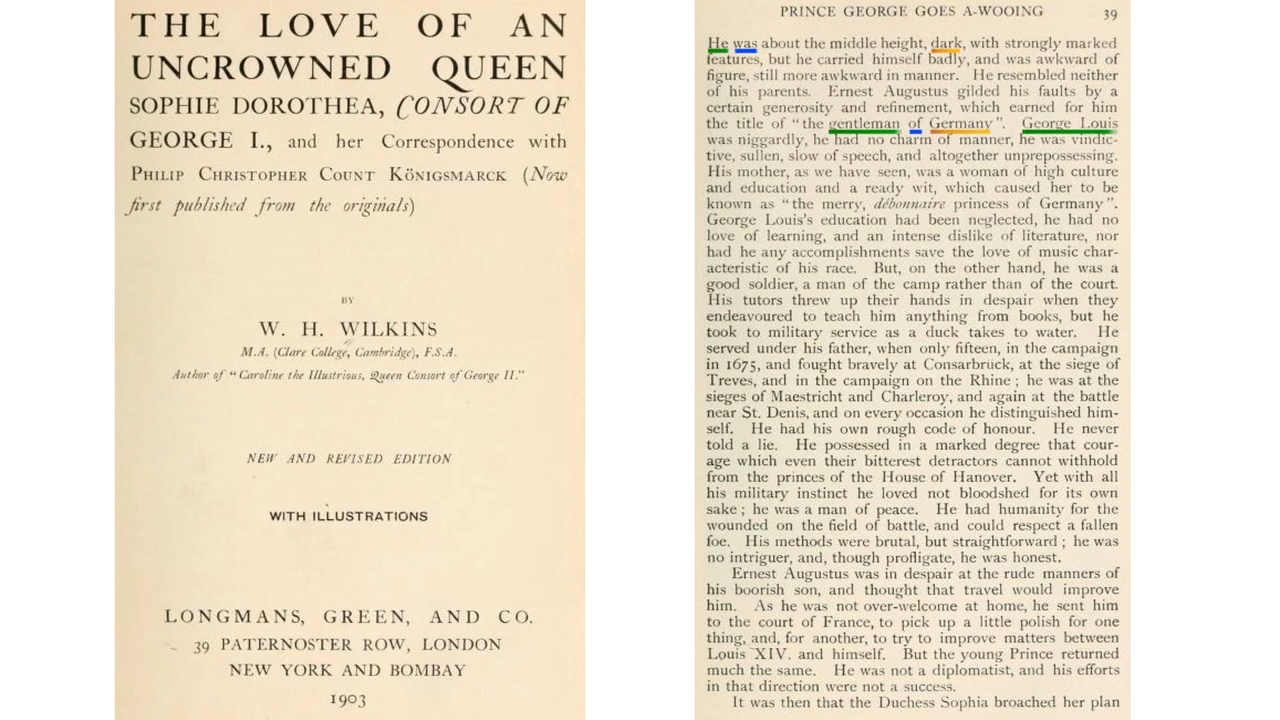 THE LOVE OF AN
UNCROWNED QUEEN
SOPHIE DOROTHEA, CONSORT OF
GEORGE I., and her Correspondence with
PHILIP CHRISTOPHER COUNT KÖNIGSMARCK (Now
first published from the originals)
BY
W. H. WILKINS
M.A. (Clare College, Cambridge), F.S.A.
Author of "Caroline the Illustrious, Queen Consort of George II."
NEW AND REVISED EDITION
WITH ILLUSTRATIONS
LONGMANS, GREEN, AND CO.
39 PATERNOSTER ROW, LONDON
NEW YORK AND BOMBAY
1903
PRINCE GEORGE GOES A-WOOING 39
He was about the middle height, dark, with strongly marked
features, but he carried himself badly, and was awkward of
figure, still more awkward in manner. He resembled neither
of his parents. Ernest Augustus gilded his faults by a
certain generosity and refinement, which earned for him
the title of "the gentleman of Germany". George Louis
was niggardly, he had no charm of manner, he was vindic-
tive, sullen, slow of speech, and altogether unprepossessing.
His mother, as we have seen, was a woman of high culture
and education and a ready wit, which caused her to be
known as "the merry, débonnaire princess of Germany".
George Louis's education had been neglected, he had no
love of learning, and an intense dislike of literature, nor
had he any accomplishments save the love of music char-
acteristic of his race. But, on the other hand, he was a
good soldier, a man of the camp rather than of the court.
His tutors threw up their hands in despair when they
endeavoured to teach him anything from books, but he
took to military service as a duck takes to water. He
served under his father, when only fifteen, in the campaign
in 1675, and fought bravely at Consarbrück, at the siege of
Treves, and in the campaign on the Rhine; he was at the
sieges of Maestricht and Charleroy, and again at the battle
near St. Denis, and on every occasion he distinguished him-
self. He had his own rough code of honour. He never
told a lie. He possessed in a marked degree that cour-
age which even their bitterest detractors cannot withhold
from the princes of the House of Hanover. Yet with all
his military instinct he loved not bloodshed for its own
sake; he was a man of peace. He had humanity for the
wounded on the field of battle, and could respect a fallen
foe. His methods were brutal, but straightforward; he was
no intriguer, and, though profligate, he was honest.
Ernest Augustus was in despair at the rude manners of
his boorish son, and thought that travel would improve
him. As he was not over-welcome at home, he sent him
to the court of France, to pick up a little polish for one
thing, and, for another, to try to improve matters between
Louis XIV. and himself. But the young Prince returned
much the same. He was not a diplomatist, and his efforts
in that direction were not a success.
It was then that the Duchess Sophia broached her plan